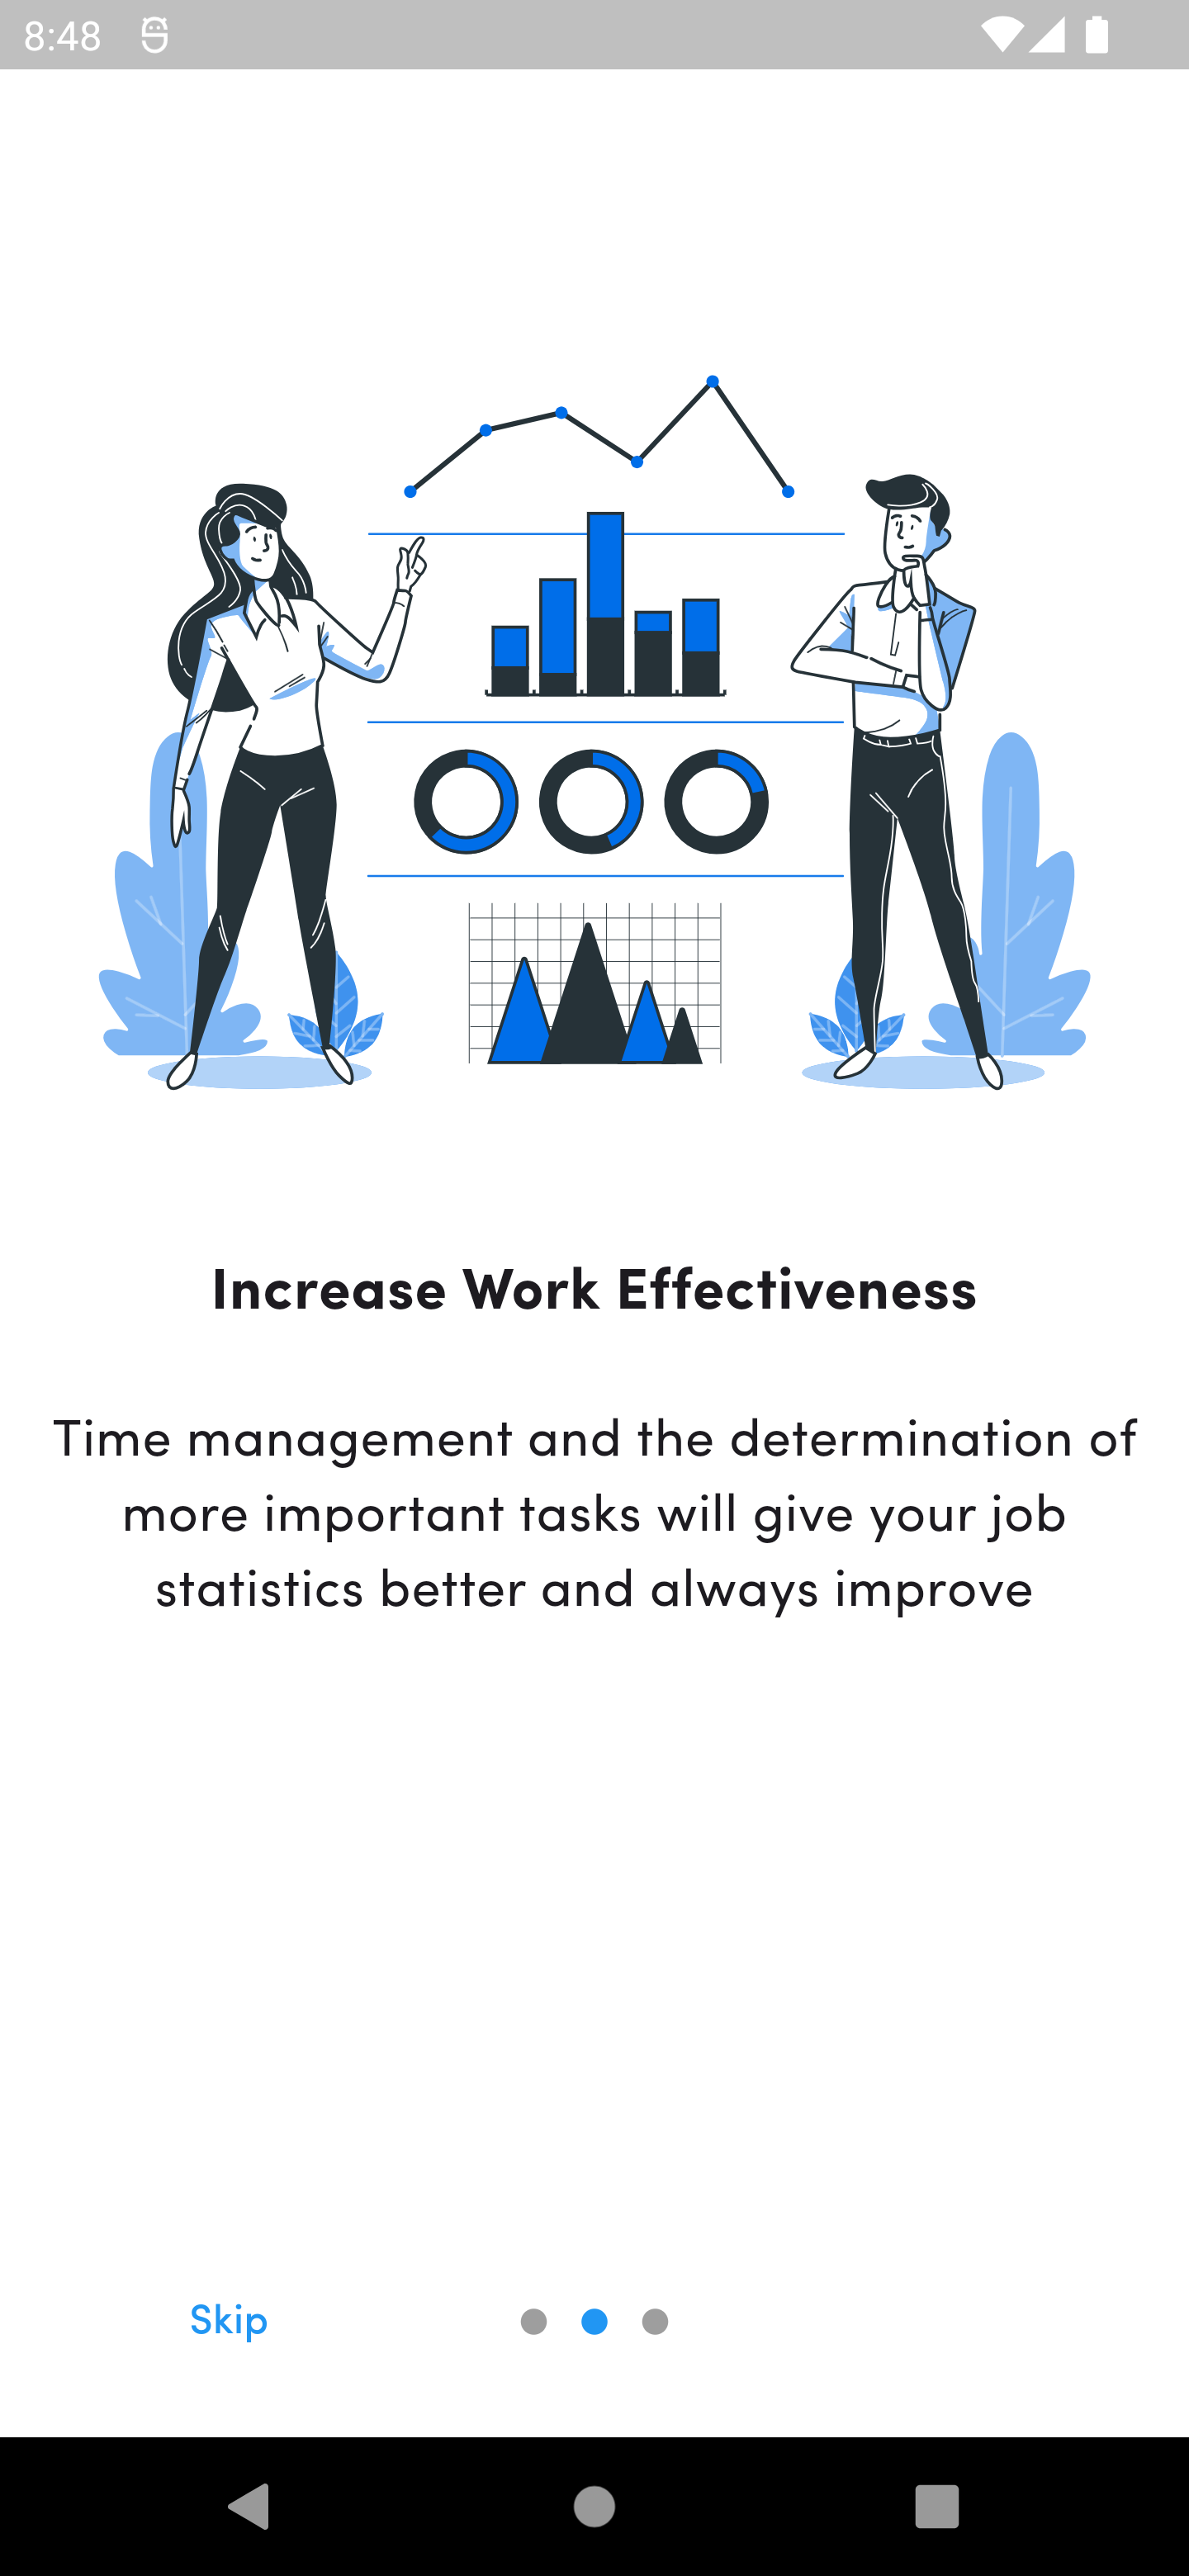 8:48
Increase Work Effectiveness
Time management and the determination of
more important tasks will give your job
statistics better and always improve
Skip